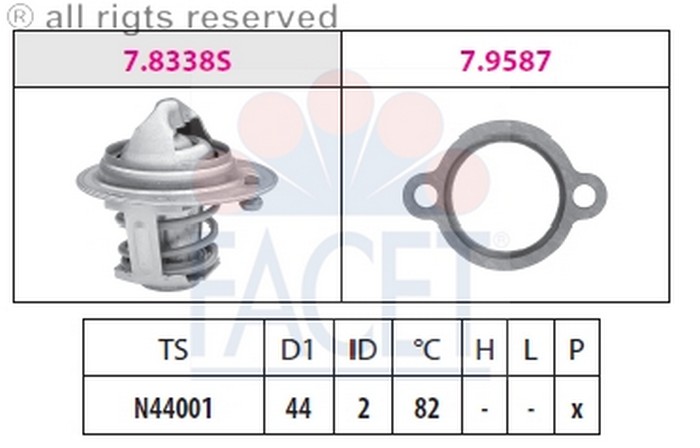 ® all rigts reserved
7.8338S 7.9587
FACET ®
TS D1 ID °C H L P
N44001 44 2 82 - - x